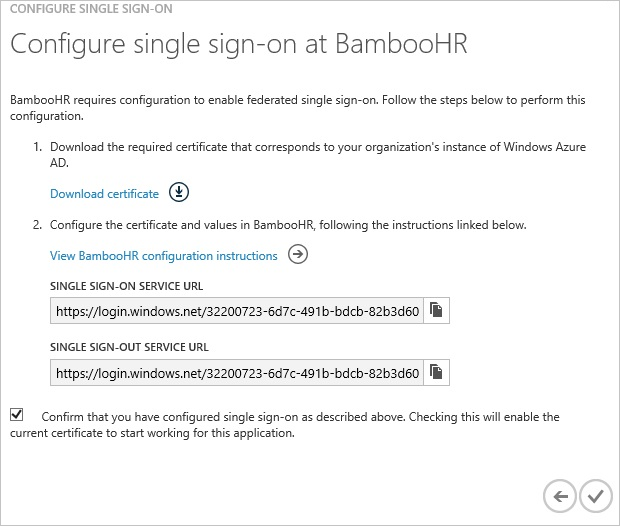 CONFIGURE SINGLE SIGN-ON
Configure single sign-on at BambooHR
BambooHR requires configuration to enable federated single sign-on. Follow the steps below to perform this
configuration.
1. Download the required certificate that corresponds to your organization's instance of Windows Azure
AD.
Download certificate
2. Configure the certificate and values in BambooHR, following the instructions linked below.
View BambooHR configuration instructions
SINGLE SIGN-ON SERVICE URL
https://login.windows.net/32200723-6d7c-491b-bdcb-82b3d60
SINGLE SIGN-OUT SERVICE URL
https://login.windows.net/32200723-6d7c-491b-bdcb-82b3d60
Confirm that you have configured single sign-on as described above. Checking this will enable the
current certificate to start working for this application.